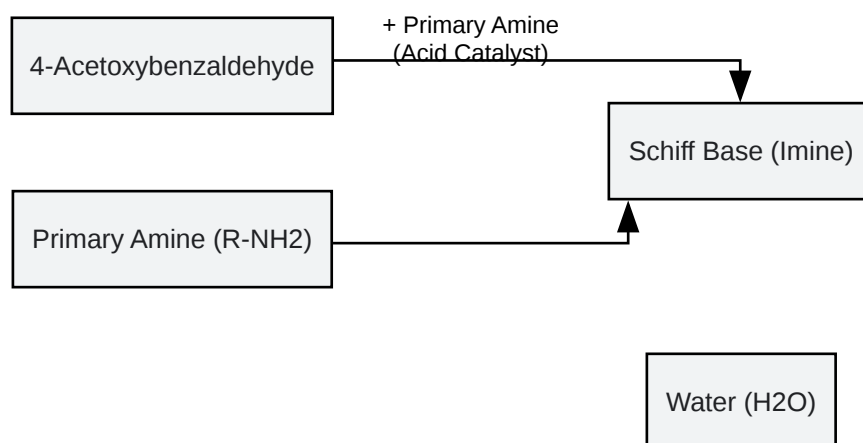 + Primary Amine
(Acid Catalyst)
4-Acetoxybenzaldehyde
Schiff Base (Imine)
Primary Amine (R-NH2)
Water (H2O)